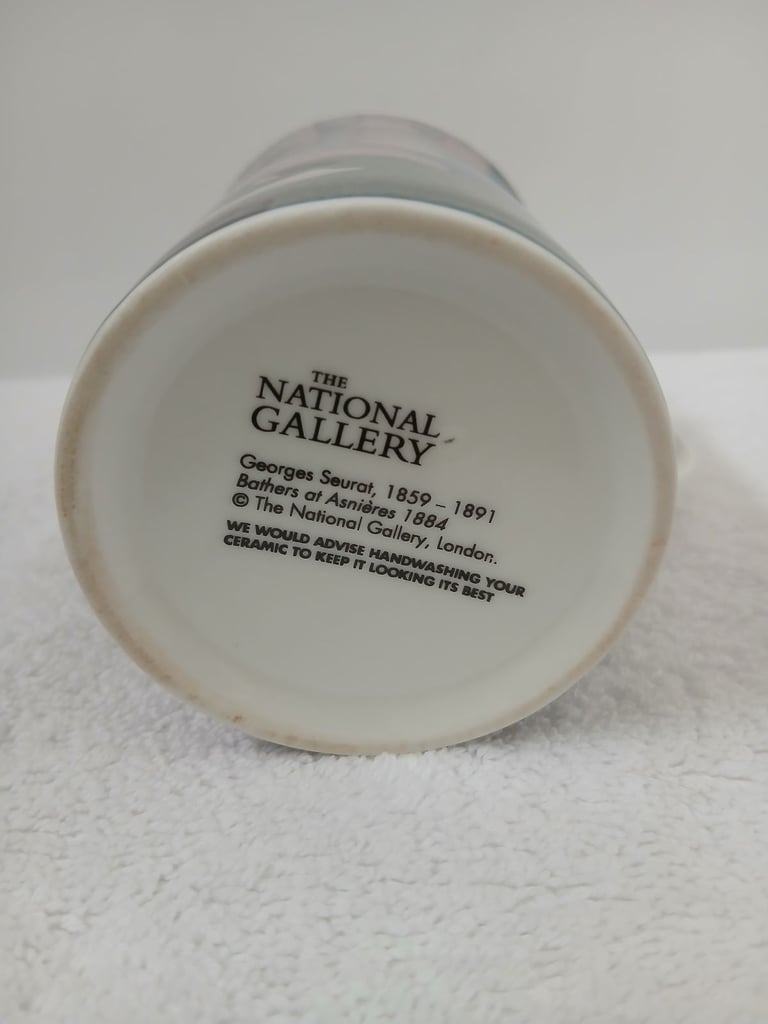 THE
NATIONAL
GALLERY
Georges Seurat, 1859 – 1891
Bathers at Asnières 1884
© The National Gallery, London.
WE WOULD ADVISE HANDWASHING YOUR
CERAMIC TO KEEP IT LOOKING ITS BEST